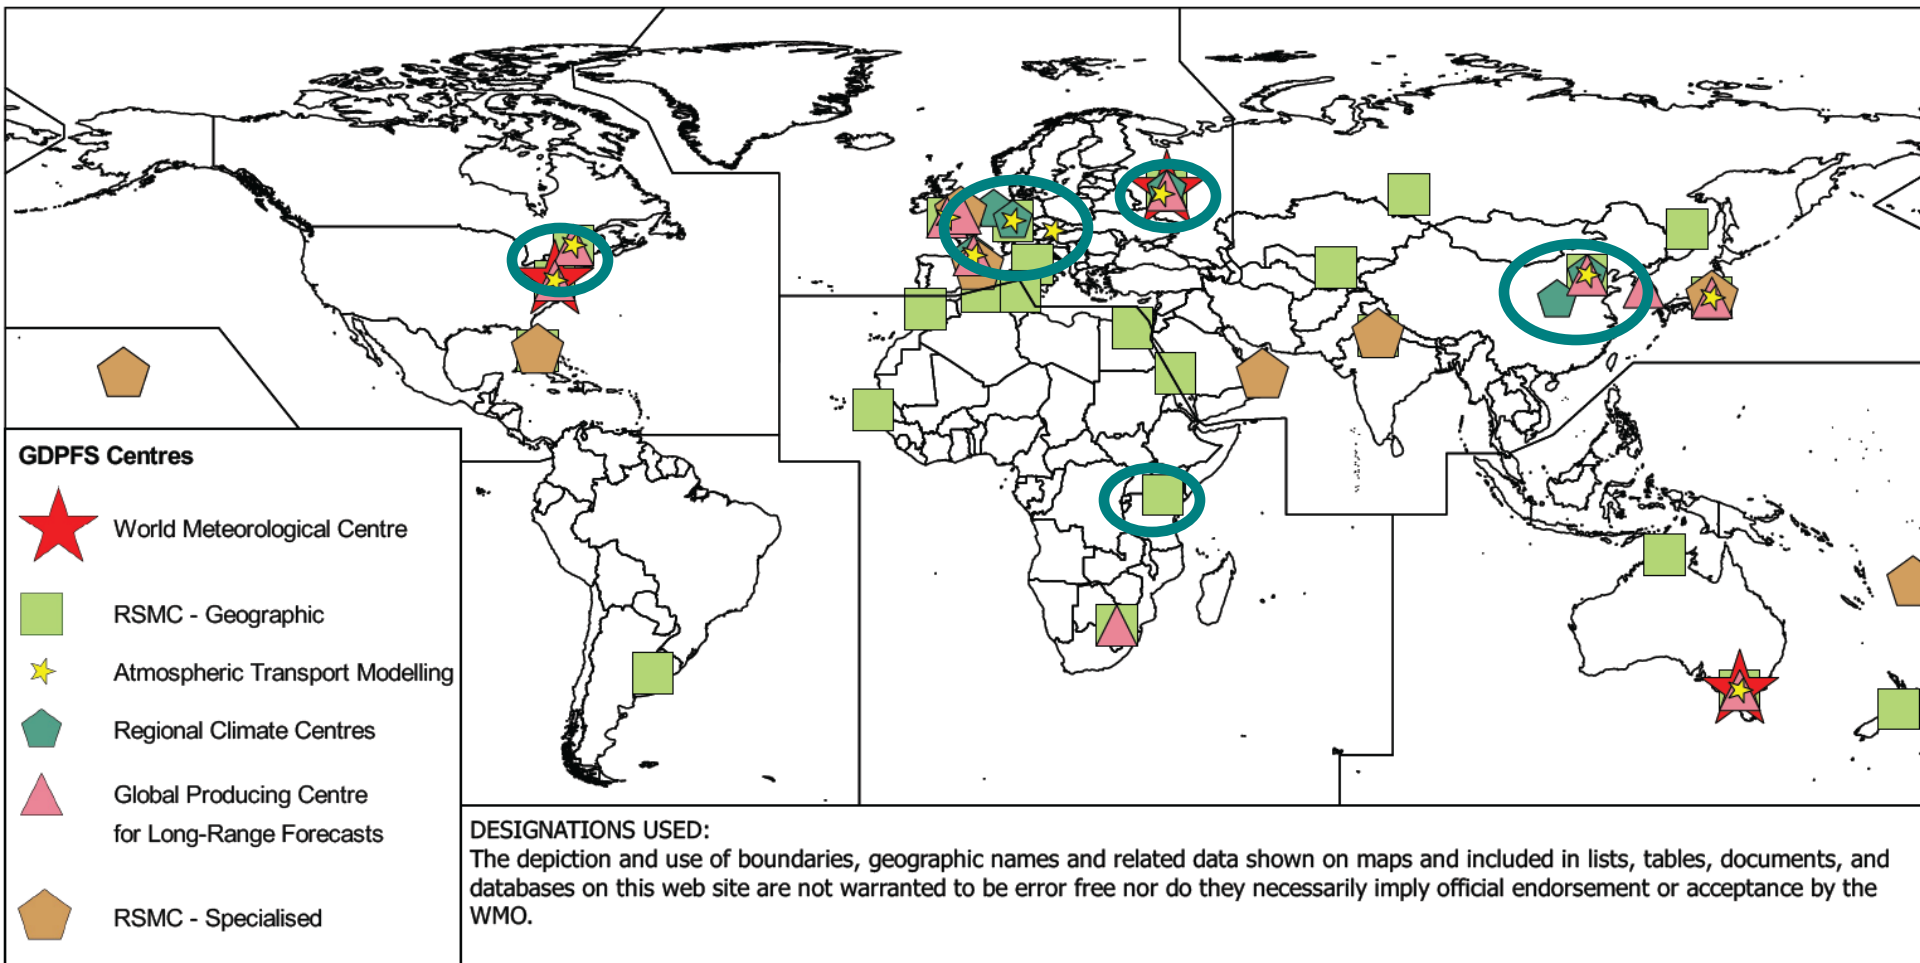 GDPFS Centres
World Meteorological Centre
RSMC - Geographic
Atmospheric Transport Modelling
Regional Climate Centres
Global Producing Centre
for Long-Range Forecasts
RSMC - Specialised
DESIGNATIONS USED:
The depiction and use of boundaries, geographic names and related data shown on maps and included in lists, tables, documents, and
databases on this web site are not warranted to be error free nor do they necessarily imply official endorsement or acceptance by the
WMO.